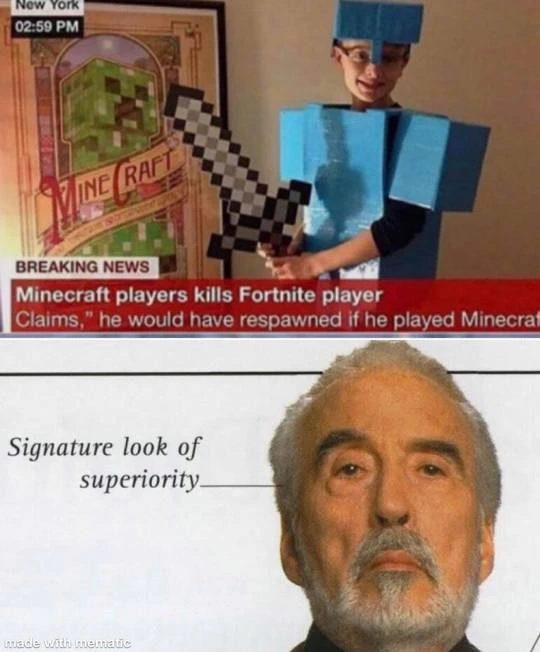 New York
02:59 PM
MINECRAFT
BREAKING NEWS
Minecraft players kills Fortnite player
Claims,” he would have respawned if he played Minecraf
Signature look of
superiority
made with mematic